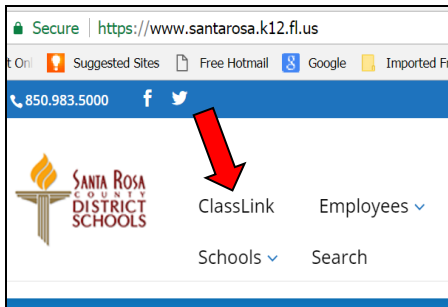 Secure | https://www.santarosa.k12.fl.us
t Onl Suggested Sites Free Hotmail Google Imported Fr
850.983.5000
SANTA ROSA
COUNTY
DISTRICT
SCHOOLS
ClassLink Employees
Schools Search